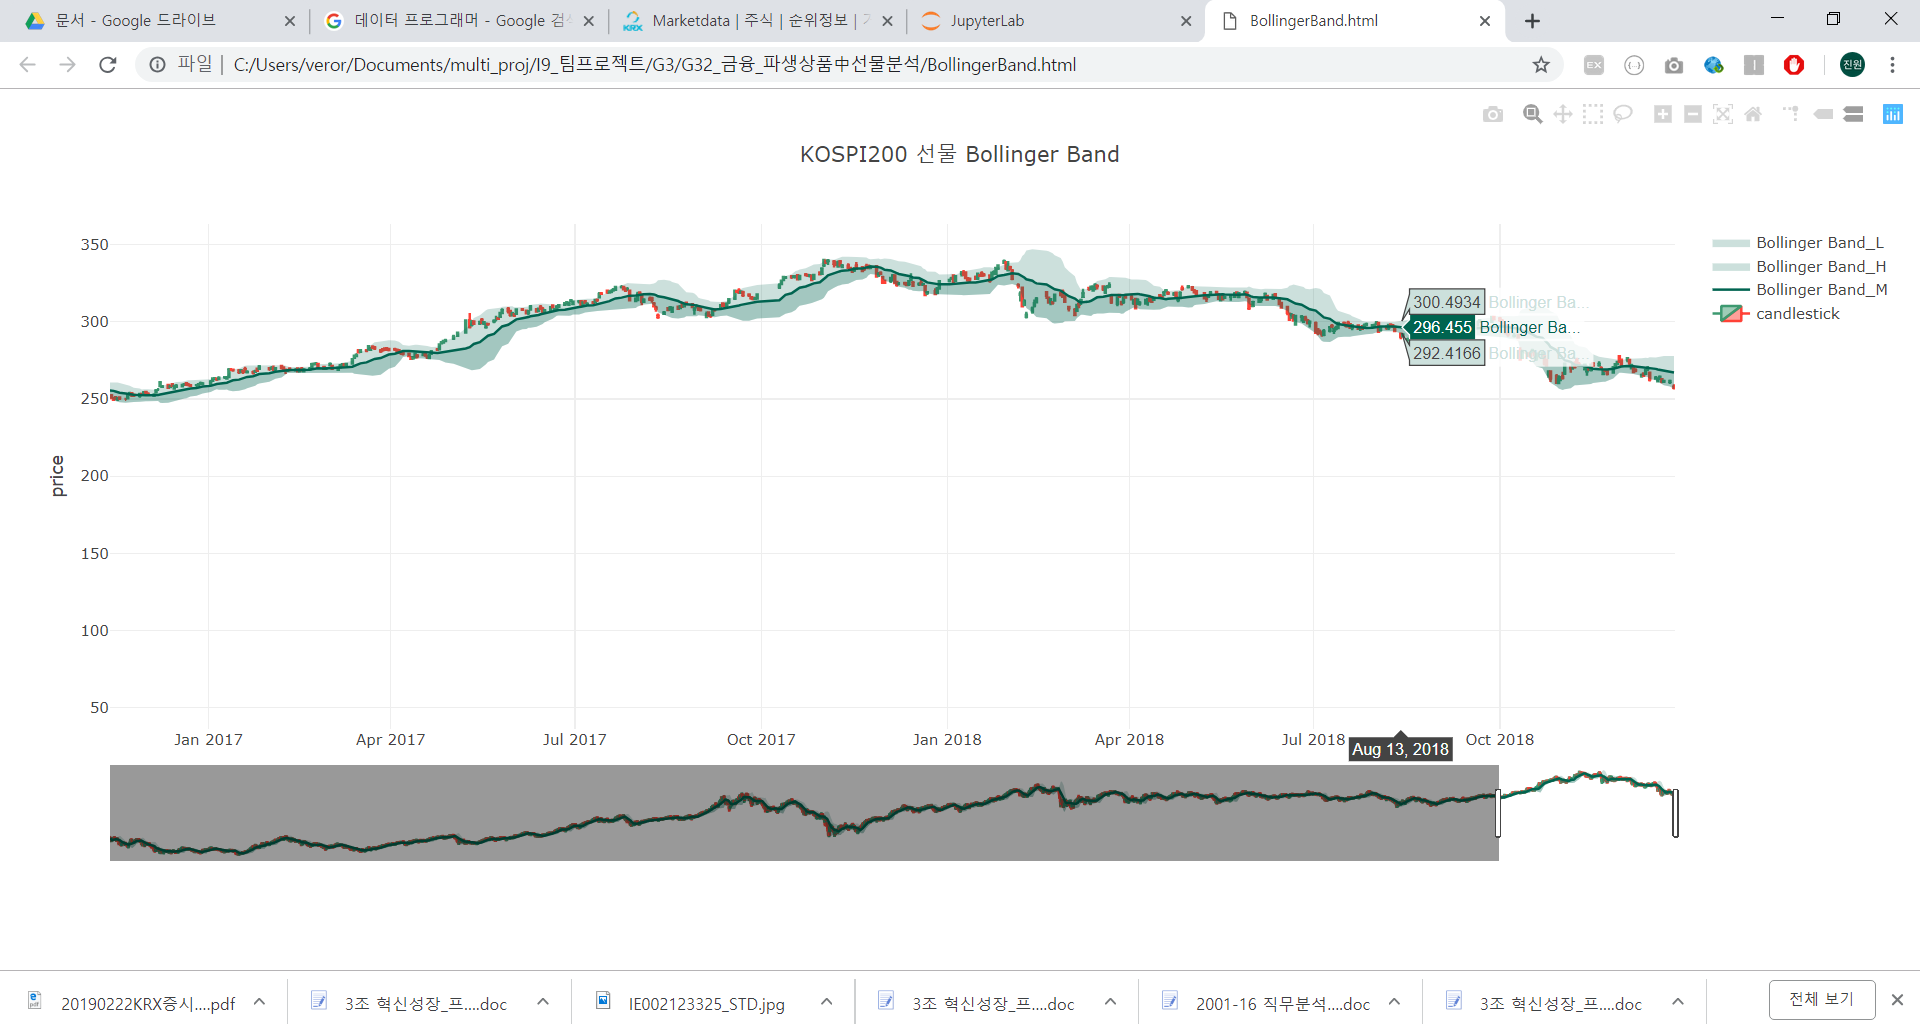 문서 - Google 드라이브
데이터 프로그래머 - Google 검색
Marketdata | 주식 | 순위정보 |
JupyterLab
BollingerBand.html
파일 | C:/Users/veror/Documents/multi_proj/I9_팀프로젝트/G3/G32_금융_파생상품中선물분석/BollingerBand.html
EX
진원
KOSPI200 선물 Bollinger Band
350
300
250
200
150
100
50
price
Bollinger Band_L
Bollinger Band_H
Bollinger Band_M
candlestick
300.4934 Bollinger Ba...
296.455 Bollinger Ba...
292.4166 Bollinger Ba...
Jan 2017
Apr 2017
Jul 2017
Oct 2017
Jan 2018
Apr 2018
Jul 2018
Oct 2018
Aug 13, 2018
20190222KRX증시....pdf
3조 혁신성장_프....doc
IE002123325_STD.jpg
3조 혁신성장_프....doc
2001-16 직무분석....doc
3조 혁신성장_프....doc
전체 보기